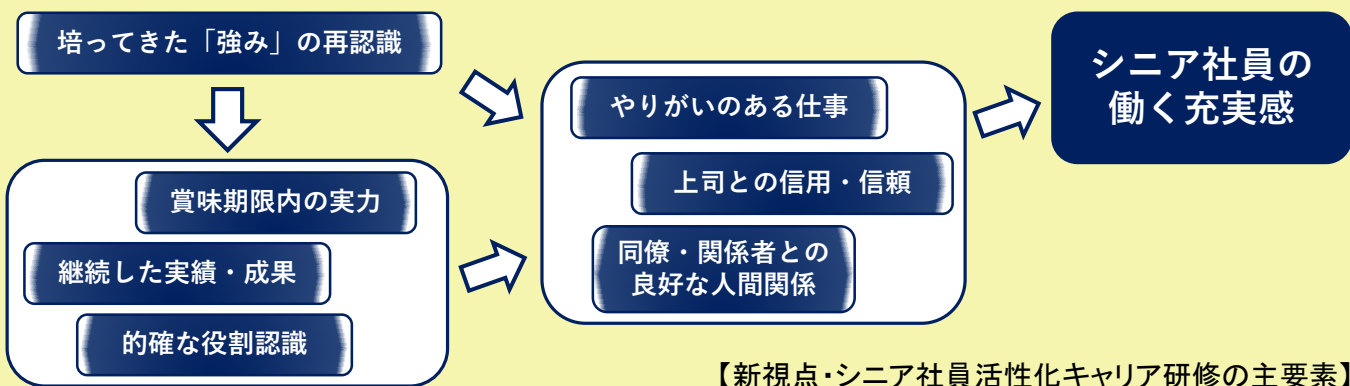 培ってきた「強み」の再認識
賞味期限内の実力
継続した実績・成果
的確な役割認識
やりがいのある仕事
上司との信用・信頼
同僚・関係者との
良好な人間関係
シニア社員の
働く充実感
【新視点・シニア社員活性化キャリア研修の主要素】